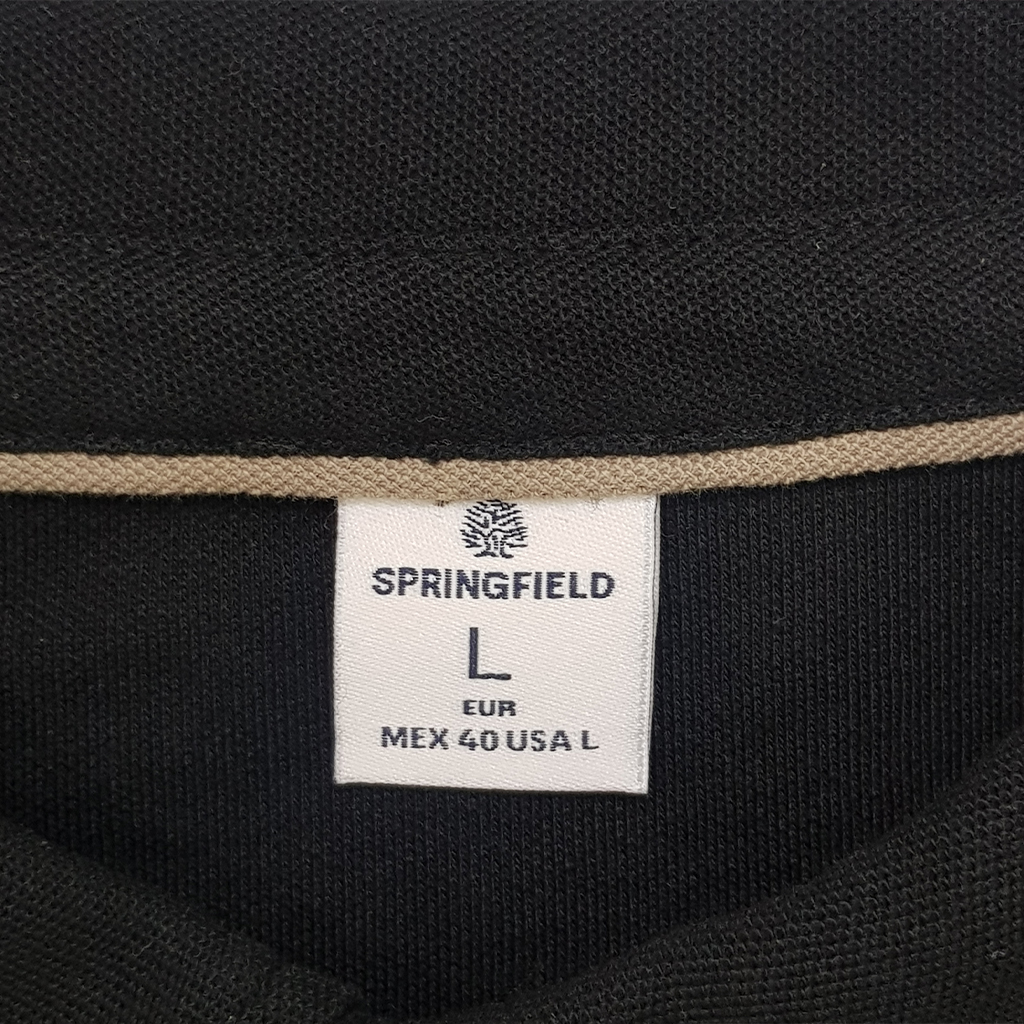 SPRINGFIELD
L
EUR
MEX 40 USA L